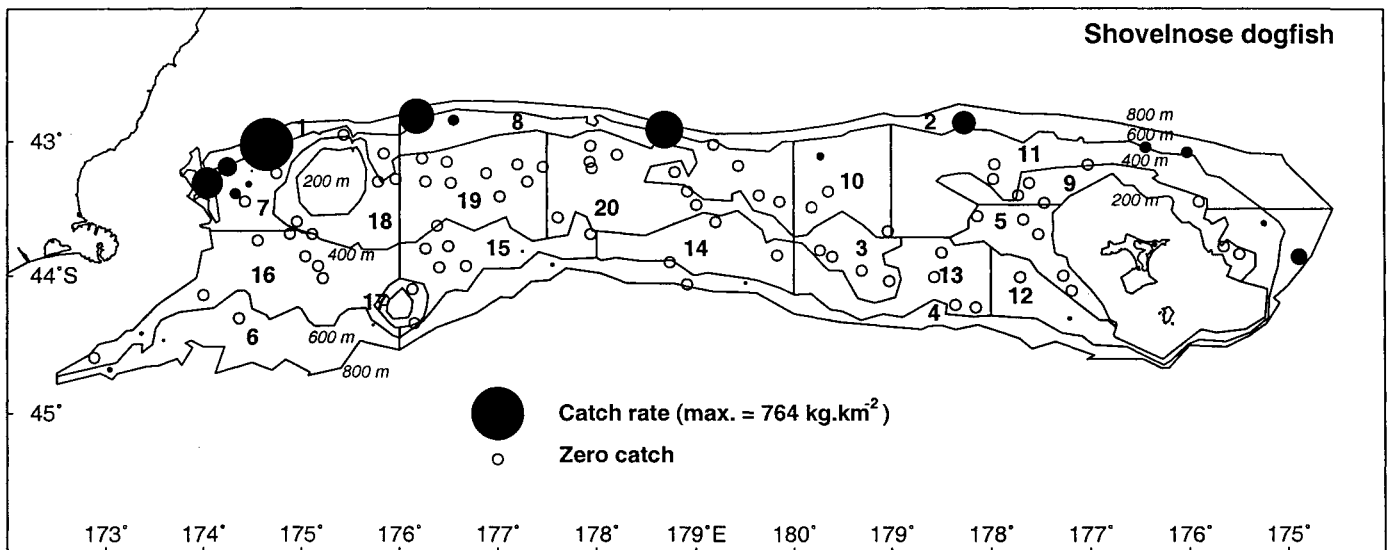 Shovelnose dogfish
800 m
1
8
2
43°
600 m
11
400 m
200 m
10
9
200 m
7
19
18
20
5
15
14
3
400 m
16
44°S
13
12
17
4
6
600 m
800 m
45°
Catch rate (max. = 764 kg.km-2)
Zero catch
173° 174° 175° 176° 177° 178° 179°E 180° 179° 178° 177° 176° 175°